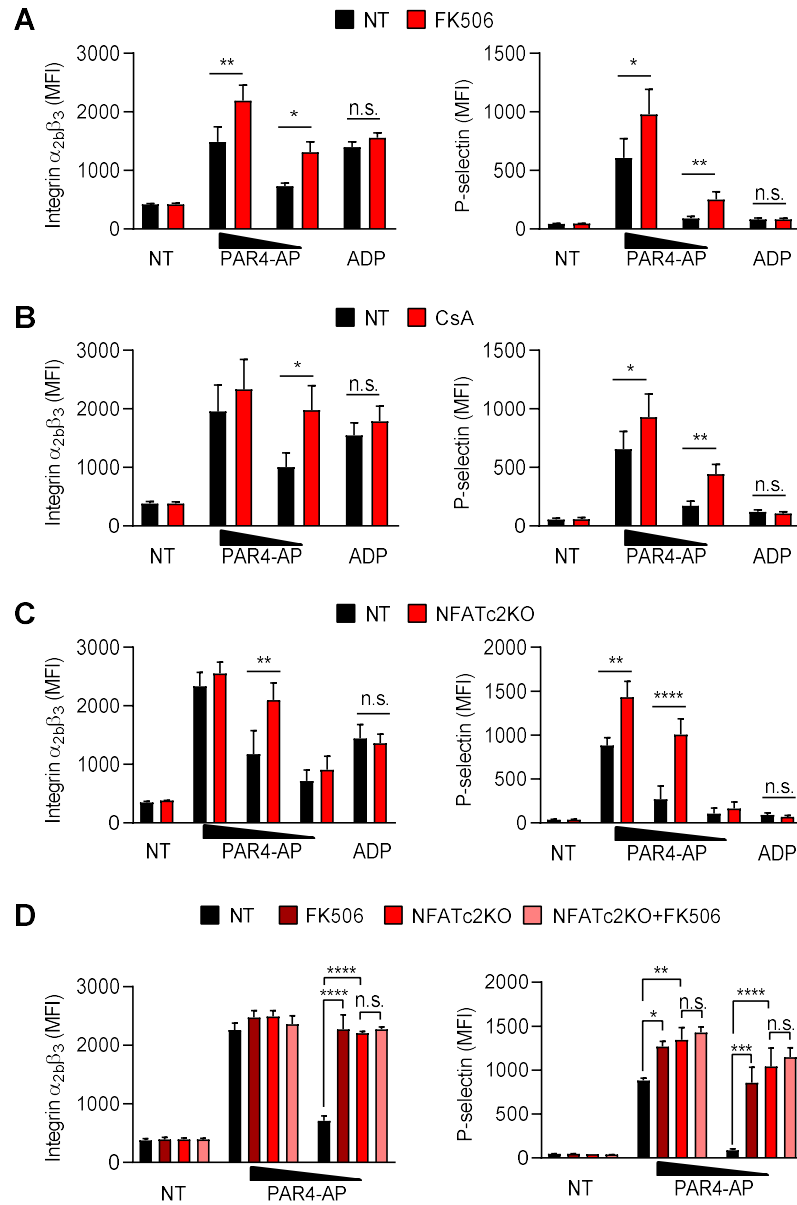 A
NT FK506
Integrin α2bβ3 (MFI)
3000
2000
1000
0
** * n.s.
NT PAR4-AP ADP
P-selectin (MFI)
1500
1000
500
0
* ** n.s.
NT PAR4-AP ADP
B
NT CsA
Integrin α2bβ3 (MFI)
3000
2000
1000
0
* n.s.
NT PAR4-AP ADP
P-selectin (MFI)
1500
1000
500
0
* ** n.s.
NT PAR4-AP ADP
C
NT NFATc2KO
Integrin α2bβ3 (MFI)
3000
2000
1000
0
** n.s.
NT PAR4-AP ADP
P-selectin (MFI)
2000
1500
1000
500
0
** **** n.s.
NT PAR4-AP ADP
D
NT FK506 NFATc2KO NFATc2KO+FK506
Integrin α2bβ3 (MFI)
3000
2000
1000
0
****
**** n.s.
NT PAR4-AP
P-selectin (MFI)
2000
1500
1000
500
0
** ****
* n.s. *** n.s.
NT PAR4-AP